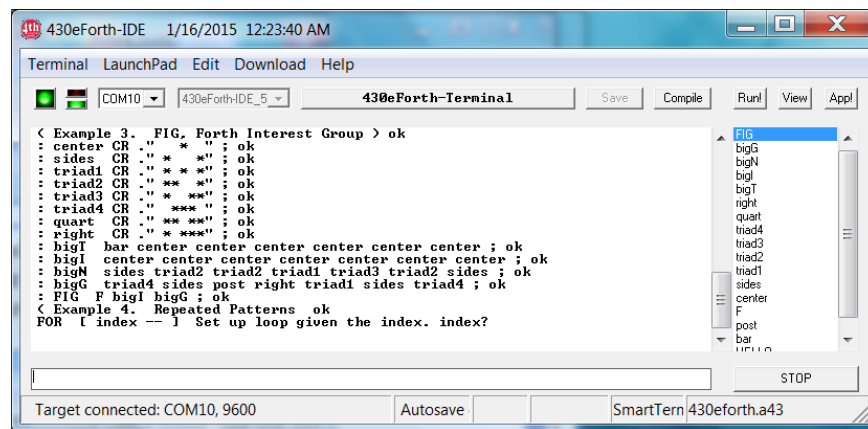 4th 430eForth-IDE 1/16/2015 12:23:40 AM
Terminal LaunchPad Edit Download Help
COM10 430eForth-IDE_5 430eForth-Terminal Save Compile Run! View App!
( Example 3.  FIG, Forth Interest Group ) ok
: center CR ."   *  " ; ok
: sides  CR ." *   *" ; ok
: triad1 CR ." * * *" ; ok
: triad2 CR ." **  *" ; ok
: triad3 CR ." *  **" ; ok
: triad4 CR ."  *** " ; ok
: quart  CR ." ** **" ; ok
: right  CR ." * ***" ; ok
: bigT  bar center center center center center center ; ok
: bigI  center center center center center center center ; ok
: bigN  sides triad2 triad2 triad1 triad3 triad2 sides ; ok
: bigG  triad4 sides post right triad1 sides triad4 ; ok
: FIG  F bigI bigG ; ok
( Example 4.  Repeated Patterns  ok
FOR  [ index -- ]  Set up loop given the index. index?
FIG
bigG
bigN
bigI
bigT
right
quart
triad4
triad3
triad2
triad1
sides
center
F
post
bar
HELLO
STOP
Target connected: COM10, 9600 Autosave SmartTern 430eforth.a43